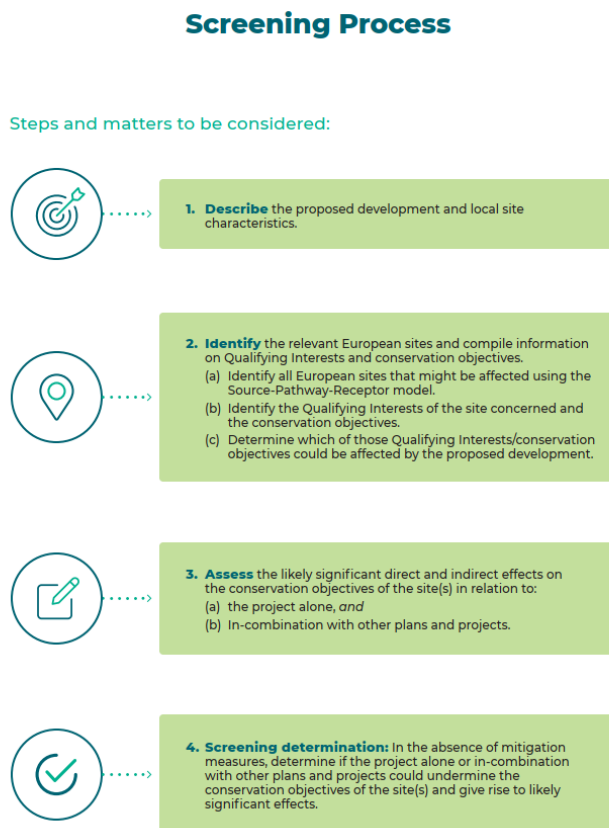 Screening Process
Steps and matters to be considered:
1. Describe the proposed development and local site
characteristics.
2. Identify the relevant European sites and compile information
on Qualifying Interests and conservation objectives.
(a) Identify all European sites that might be affected using the
Source-Pathway-Receptor model.
(b) Identify the Qualifying Interests of the site concerned and
the conservation objectives.
(c) Determine which of those Qualifying Interests/conservation
objectives could be affected by the proposed development.
3. Assess the likely significant direct and indirect effects on
the conservation objectives of the site(s) in relation to:
(a) the project alone, and
(b) In-combination with other plans and projects.
4. Screening determination: In the absence of mitigation
measures, determine if the project alone or in-combination
with other plans and projects could undermine the
conservation objectives of the site(s) and give rise to likely
significant effects.